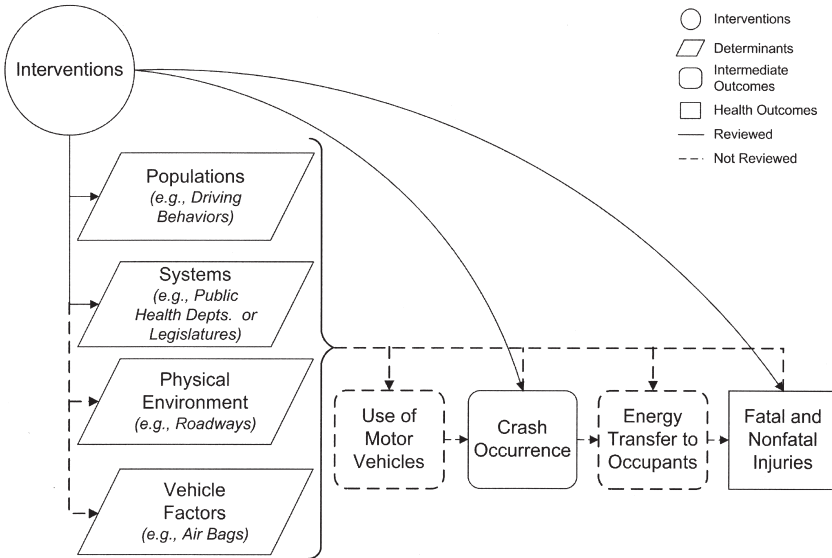 Interventions
Interventions
Determinants
Intermediate
Outcomes
Health Outcomes
Reviewed
Not Reviewed
Populations
(e.g., Driving
Behaviors)
Systems
(e.g., Public
Health Depts. or
Legislatures)
Physical
Environment
(e.g., Roadways)
Vehicle
Factors
(e.g., Air Bags)
Use of
Motor
Vehicles
Crash
Occurrence
Energy
Transfer to
Occupants
Fatal and
Nonfatal
Injuries